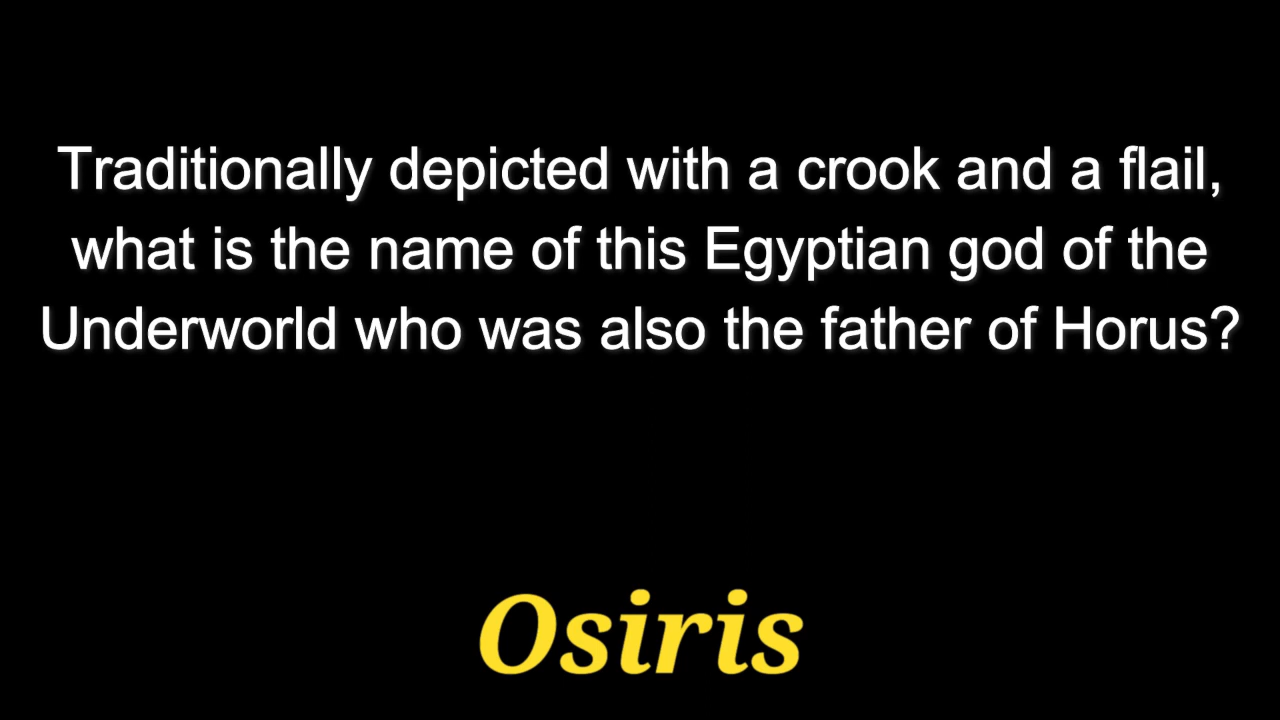 Traditionally depicted with a crook and a flail,
what is the name of this Egyptian god of the
Underworld who was also the father of Horus?
Osiris